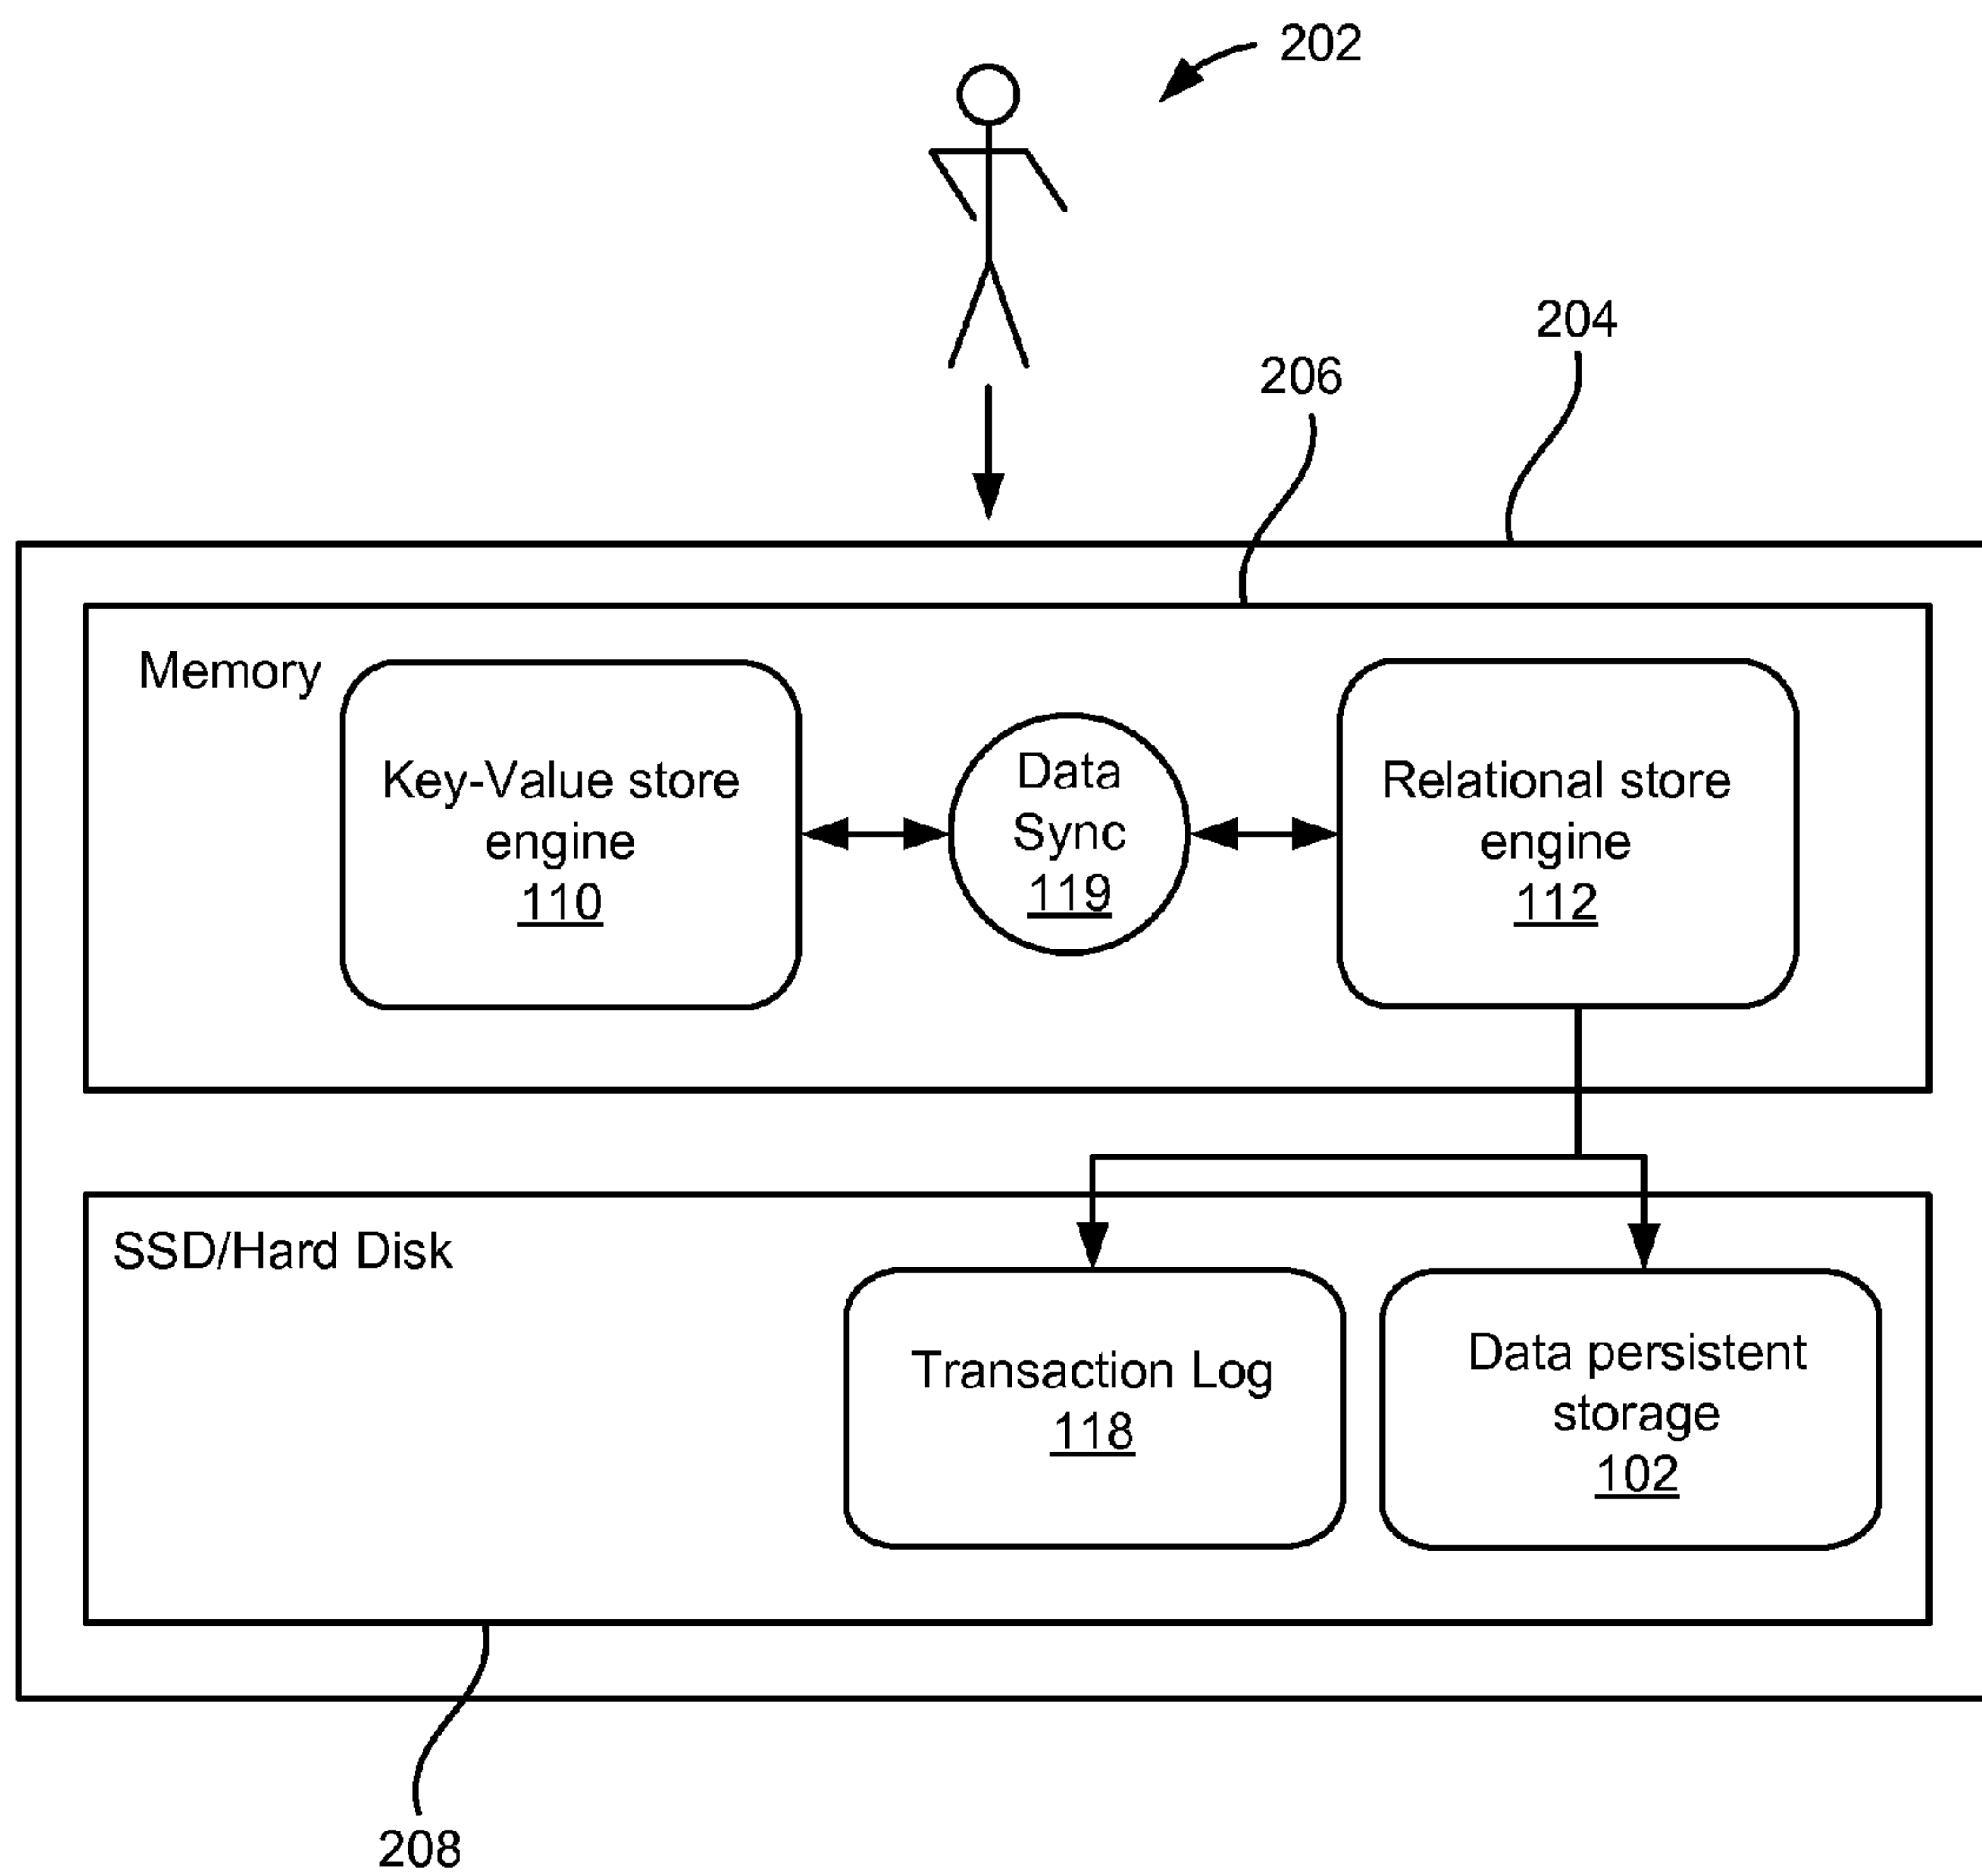 202
204
206
Memory
Key-Value store
engine
110
Data
Sync
119
Relational store
engine
112
SSD/Hard Disk
Transaction Log
118
Data persistent
storage
102
208